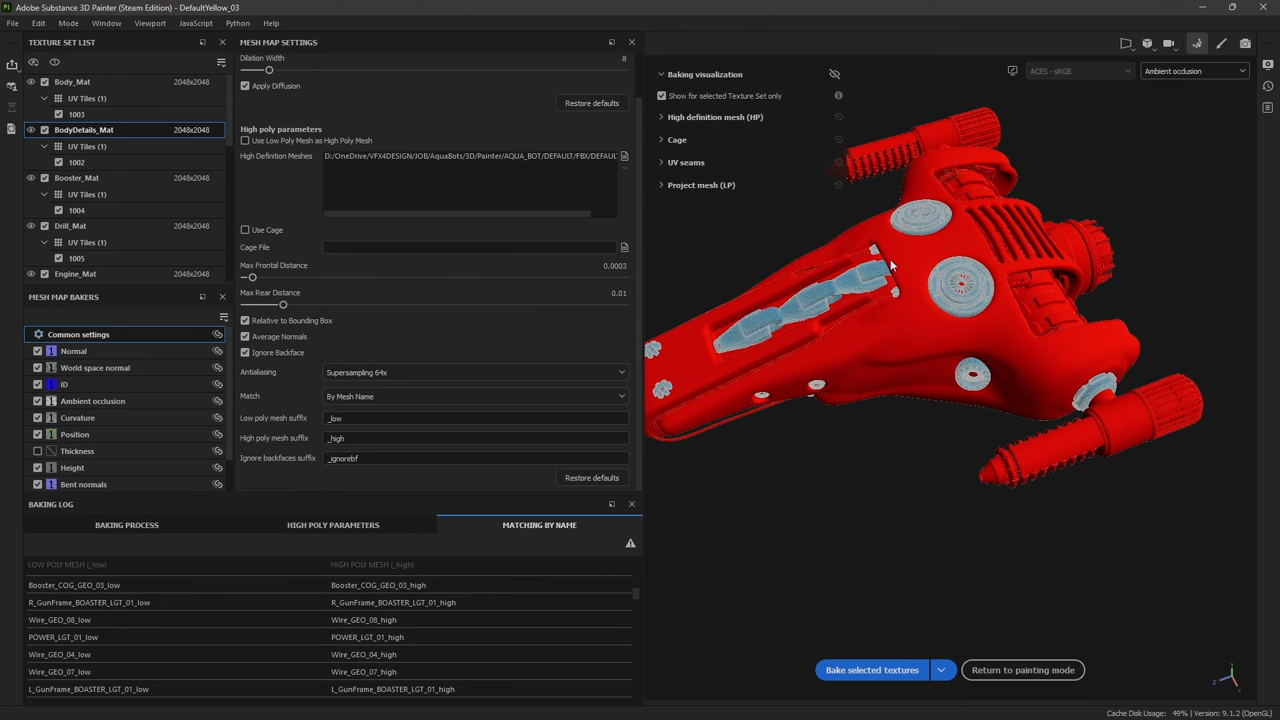 Adobe Substance 3D Painter (Steam Edition) - DefaultYellow_03
File Edit Mode Window Viewport JavaScript Python Help
TEXTURE SET LIST
Body_Mat 2048x2048
UV Tiles (1)
1003
BodyDetails_Mat 2048x2048
UV Tiles (1)
1002
Booster_Mat 2048x2048
UV Tiles (1)
1004
Drill_Mat 2048x2048
UV Tiles (1)
1005
Engine_Mat 2048x2048
MESH MAP BAKERS
Common settings
Normal
World space normal
ID
Ambient occlusion
Curvature
Position
Thickness
Height
Bent normals
MESH MAP SETTINGS
Dilation Width 8
Apply Diffusion
Restore defaults
High poly parameters
Use Low Poly Mesh as High Poly Mesh
High Definition Meshes D:/OneDrive/VFX4DESIGN/JOB/AquaBots/3D/Painter/AQUA_BOT/DEFAULT/FBX/DEFAUL
Use Cage
Cage File
Max Frontal Distance 0.0003
Max Rear Distance 0.01
Relative to Bounding Box
Average Normals
Ignore Backface
Antialiasing Supersampling 64x
Match By Mesh Name
Low poly mesh suffix _low
High poly mesh suffix _high
Ignore backfaces suffix _ignorebf
Restore defaults
BAKING LOG
BAKING PROCESS HIGH POLY PARAMETERS MATCHING BY NAME
LOW POLY MESH (_low) HIGH POLY MESH (_high)
Booster_COG_GEO_03_low Booster_COG_GEO_03_high
R_GunFrame_BOASTER_LGT_01_low R_GunFrame_BOASTER_LGT_01_high
Wire_GEO_08_low Wire_GEO_08_high
POWER_LGT_01_low POWER_LGT_01_high
Wire_GEO_04_low Wire_GEO_04_high
Wire_GEO_07_low Wire_GEO_07_high
L_GunFrame_BOASTER_LGT_01_low L_GunFrame_BOASTER_LGT_01_high
Baking visualization
Show for selected Texture Set only
High definition mesh (HP)
Cage
UV seams
Project mesh (LP)
ACES - sRGB
Ambient occlusion
Bake selected textures
Return to painting mode
Y
Z
X
Cache Disk Usage: 49% | Version: 9.1.2 (OpenGL)